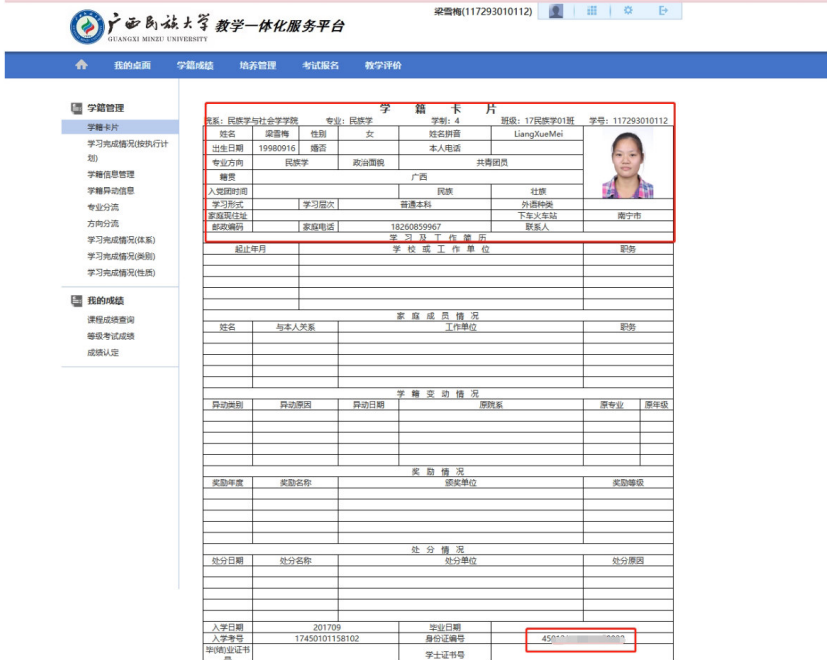 梁雪梅(117293010112)
广西民族大学 教学一体化服务平台
GUANGXI MINZU UNIVERSITY
我的桌面 学籍成绩 培养管理 考试报名 教学评价
学籍管理
学籍卡片
学习完成情况(按执行计
划)
学籍信息管理
学籍异动信息
专业分流
方向分流
学习完成情况(体系)
学习完成情况(类别)
学习完成情况(性质)
我的成绩
课程成绩查询
等级考试成绩
成绩认定
学 籍 卡 片
院系：民族学与社会学学院 专业：民族学 学制：4 班级：17民族学01班 学号：117293010112
姓名 梁雪梅 性别 女 姓名拼音 LiangXueMei
出生日期 19980916 婚否 本人电话
专业方向 民族学 政治面貌 共青团员
籍贯 广西
入党团时间 民族 壮族
学习形式 学习层次 普通本科 外语种类
家庭现住址 下车火车站 南宁市
邮政编码 家庭电话 18260859967 联系人
学 习 及 工 作 简 历
起止年月 学 校 或 工 作 单 位 职务
家 庭 成 员 情 况
姓名 与本人关系 工作单位 职务
学 籍 变 动 情 况
异动类别 异动原因 异动日期 原院系 原专业 原年级
奖 励 情 况
奖励年度 奖励名称 颁奖单位 奖励等级
处 分 情 况
处分日期 处分名称 处分单位 处分原因
入学日期 201709 毕业日期
入学考号 17450101158102 身份证编号
毕(结)业证书
号 学士证书号